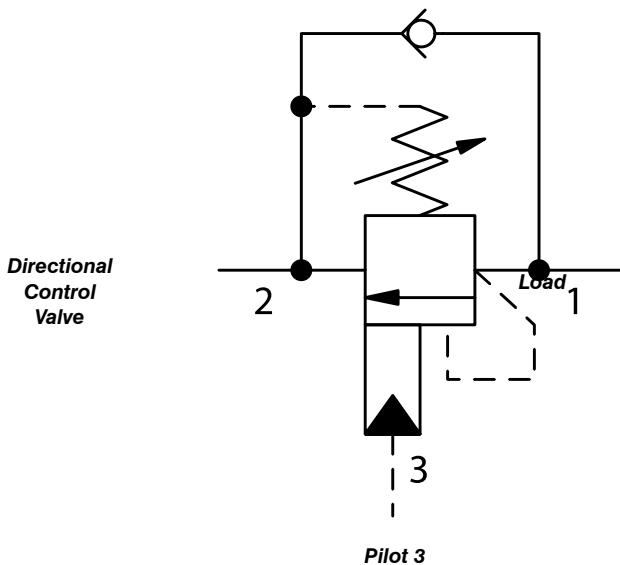 Directional
Control
Valve
2
Load
1
3
Pilot 3